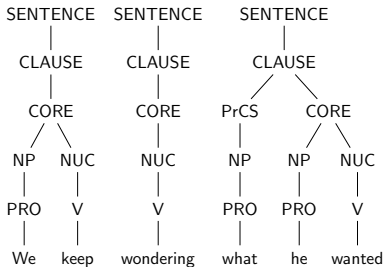 SENTENCE SENTENCE SENTENCE
CLAUSE CLAUSE CLAUSE
CORE CORE PrCS CORE
NP NUC NUC NP NP NUC
PRO V V PRO PRO V
We keep wondering what he wanted